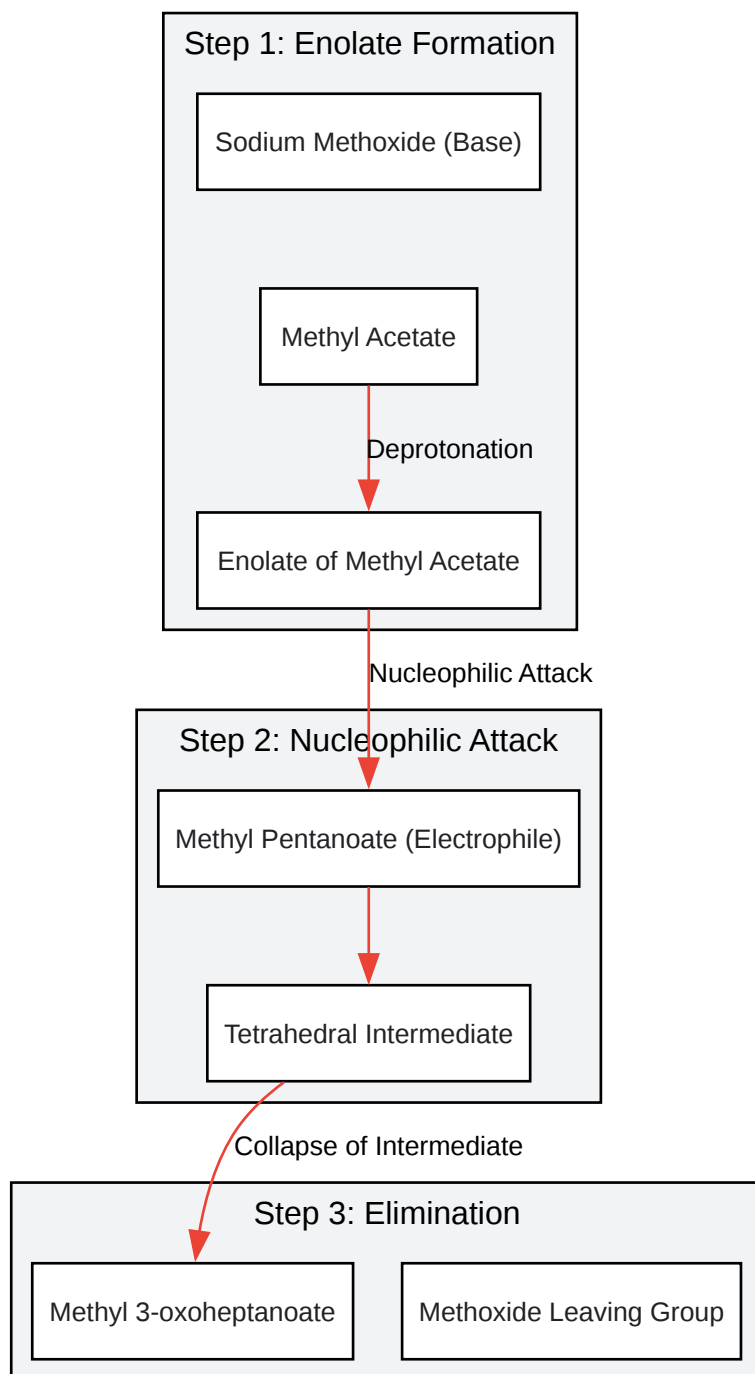 Step 1: Enolate Formation
Sodium Methoxide (Base)
Methyl Acetate
Deprotonation
Enolate of Methyl Acetate
Nucleophilic Attack
Step 2: Nucleophilic Attack
Methyl Pentanoate (Electrophile)
Tetrahedral Intermediate
Collapse of Intermediate
Step 3: Elimination
Methyl 3-oxoheptanoate
Methoxide Leaving Group